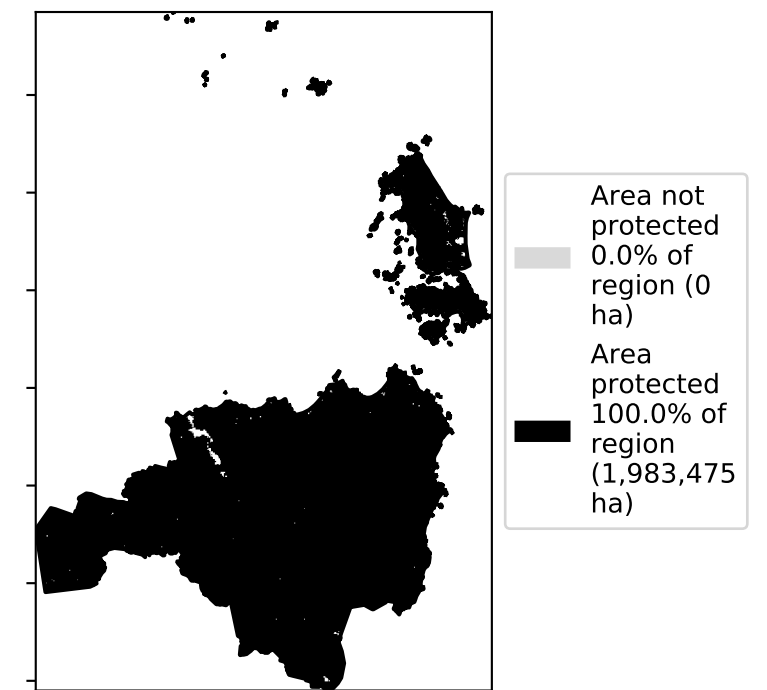 Area not
protected
0.0% of
region (0
ha)
Area
protected
100.0% of
region
(1,983,475
ha)